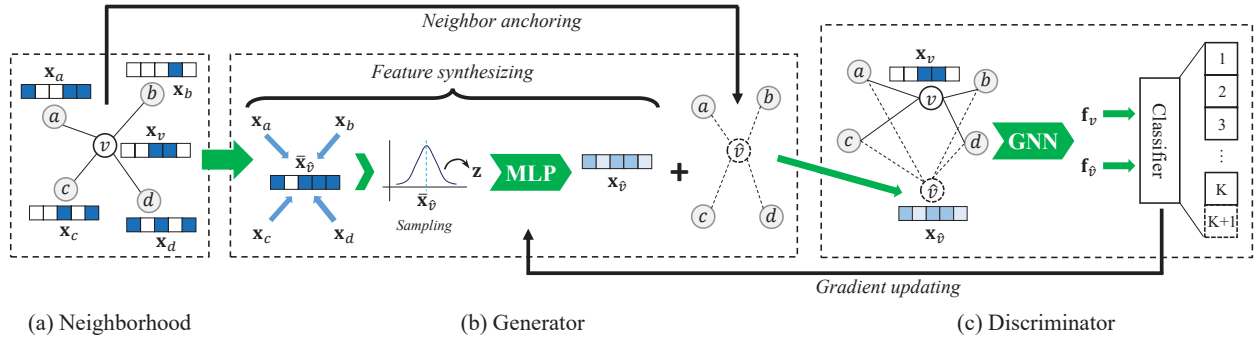 Neighbor anchoring
x_a
x_b
a
b
x_v
v
c
d
x_c
x_d
Feature synthesizing
x_a
x_b
x̄_v̂
x_c
x_d
x̄_v̂
Sampling
z
MLP
x_v̂
+
a
b
v̂
c
d
x_v
a
b
v
c
d
v̂
x_v̂
GNN
f_v
f_v̂
Classifier
1
2
3
⋮
K
K+1
Gradient updating
(a) Neighborhood
(b) Generator
(c) Discriminator